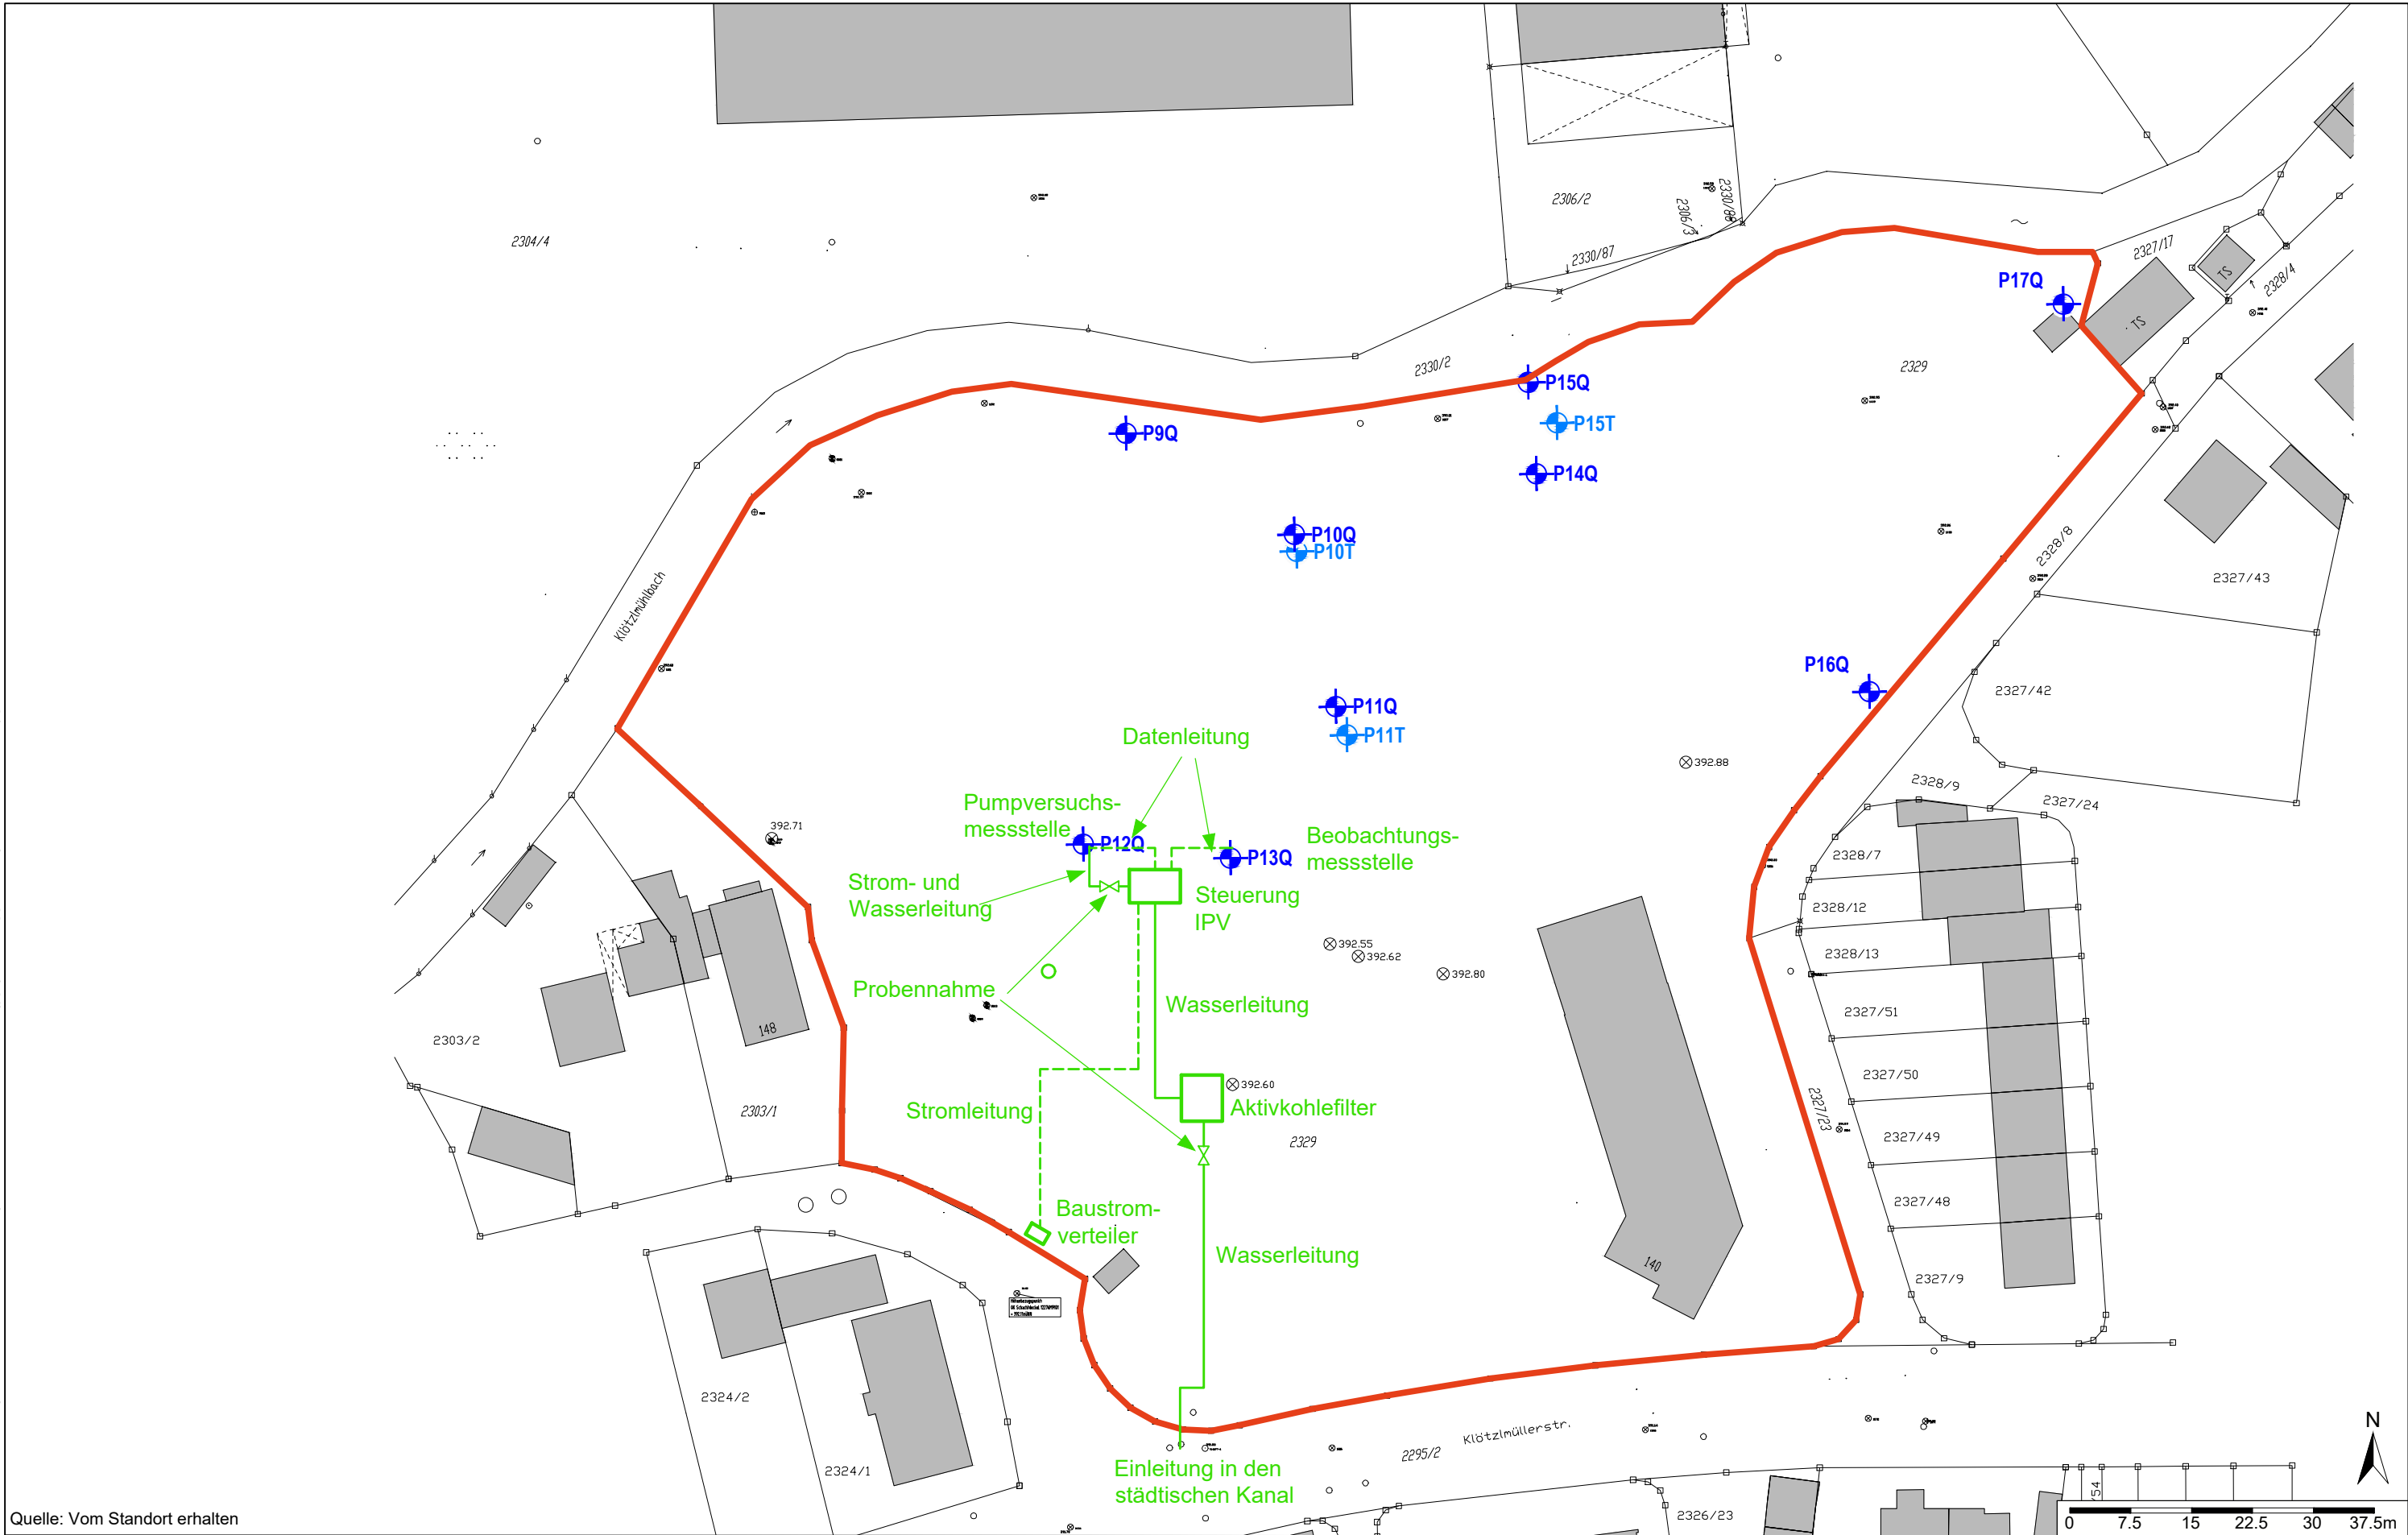 2304/4
2306/2
2306/3
2330/88
2330/87
2327/17
TS
2328/4
TS
P17Q
2330/2
2329
P15Q
P15T
P9Q
P14Q
P10Q
P10T
2328/8
2327/43
Klötzlmühlbach
P16Q
2327/42
P11Q
P11T
Datenleitung
392.88
2328/9
2327/24
Pumpversuchs-
messstelle
392.71
P12Q
P13Q
Beobachtungs-
messstelle
2328/7
Strom- und
Wasserleitung
Steuerung
IPV
2328/12
392.55
392.62
392.80
2328/13
Probennahme
Wasserleitung
2327/51
148
2303/2
2327/50
392.60
Aktivkohlefilter
2303/1
Stromleitung
2329
2327/23
2327/49
2327/48
Baustrom-
verteiler
Wasserleitung
140
2327/9
2324/2
2324/1
Klötzlmüllerstr.
2295/2
Einleitung in den
städtischen Kanal
2326/23
/54
N
Quelle: Vom Standort erhalten
0 7.5 15 22.5 30 37.5m